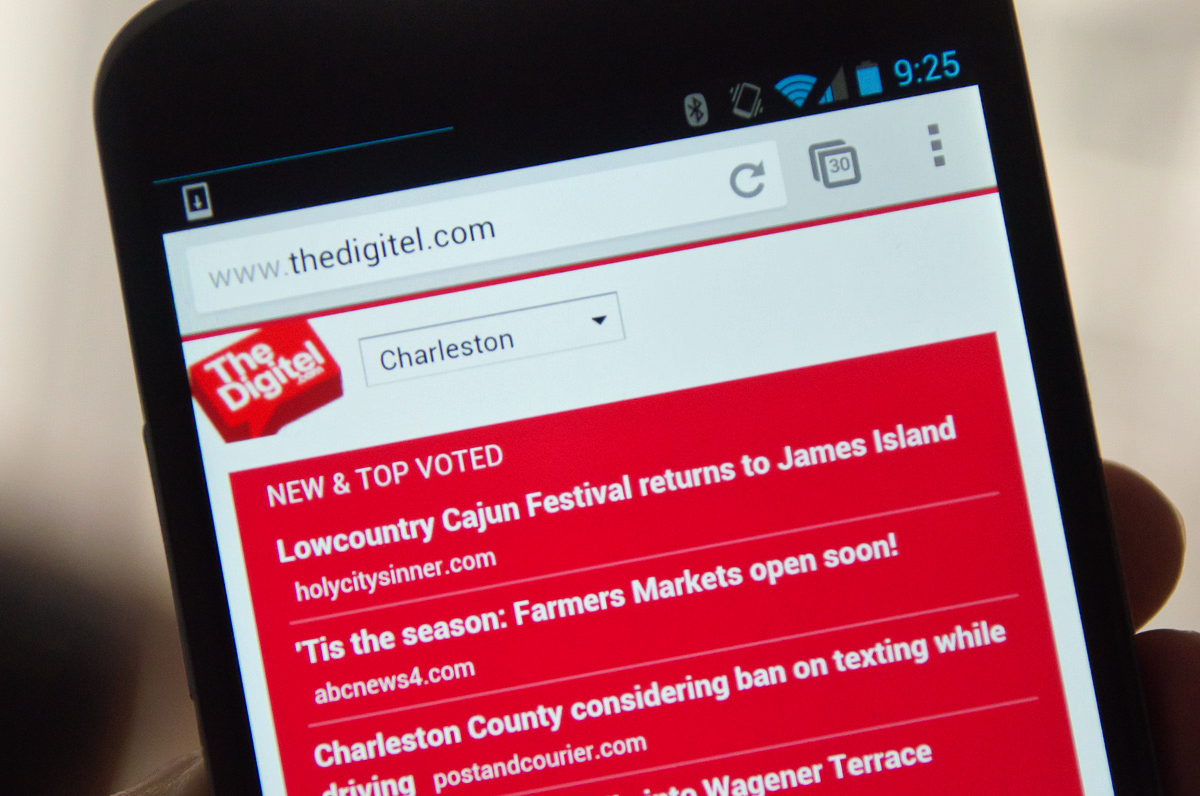 9:25
www.thedigitel.com
30
The
Digitel
.com
Charleston
NEW & TOP VOTED
Lowcountry Cajun Festival returns to James Island
holycitysinner.com
'Tis the season: Farmers Markets open soon!
abcnews4.com
Charleston County considering ban on texting while
driving postandcourier.com
into Wagener Terrace